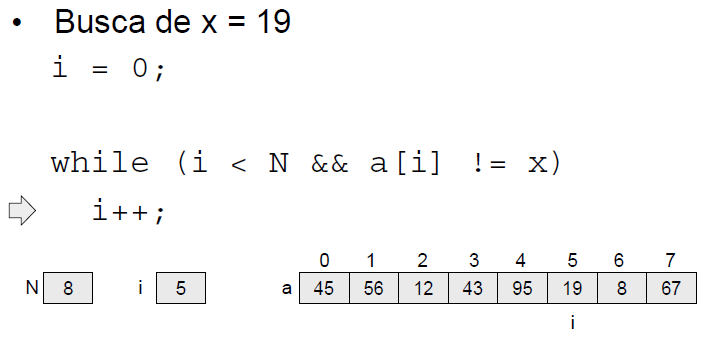 • Busca de x = 19
i = 0;
while (i < N && a[i] != x)
i++;
0 1 2 3 4 5 6 7
N 8 i 5 a 45 56 12 43 95 19 8 67
i